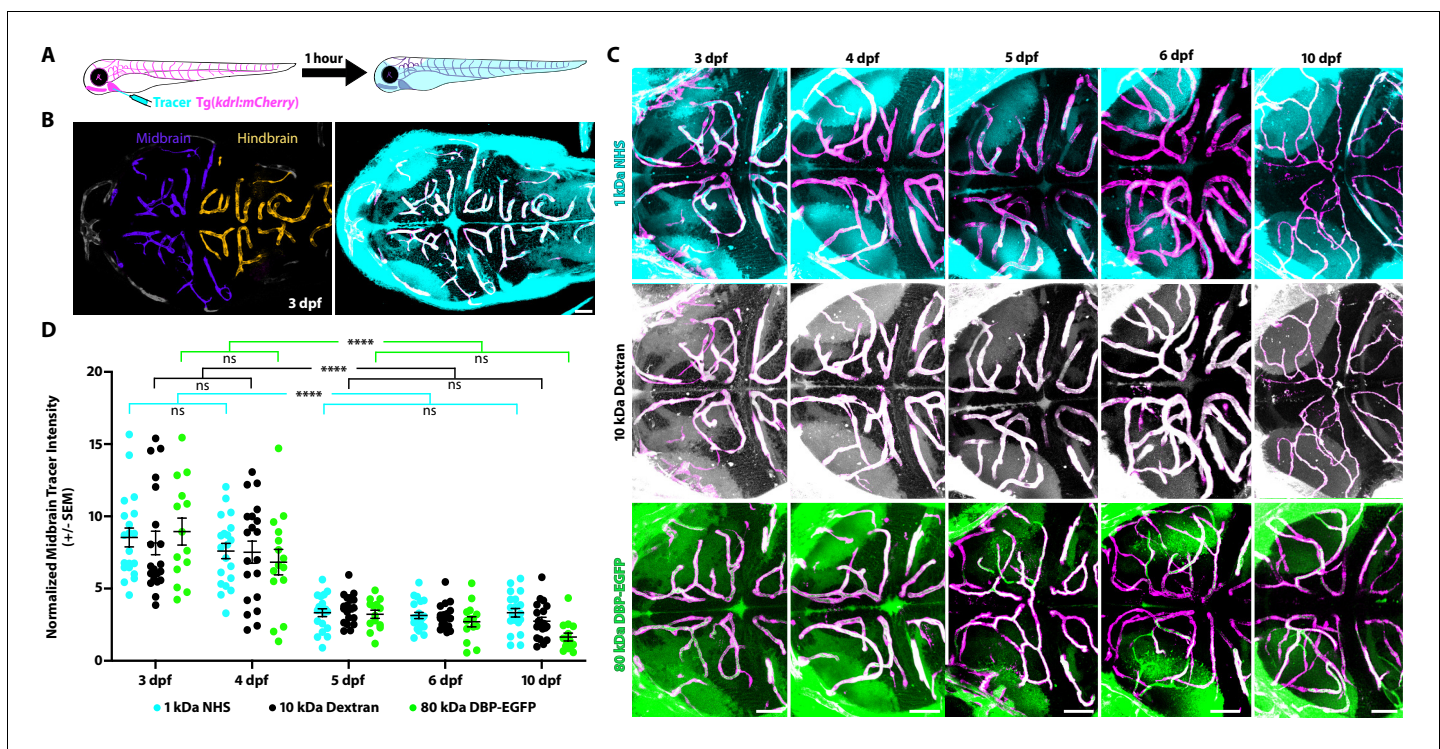 A
1 hour
Tracer Tg(kdrl:mCherry)
B
Midbrain Hindbrain
3 dpf
C
3 dpf 4 dpf 5 dpf 6 dpf 10 dpf
1 kDa NHS
10 kDa Dextran
80 kDa DBP-EGFP
D
****
ns ns
****
ns ns
****
ns ns
Normalized Midbrain Tracer Intensity
(+/- SEM)
20
15
10
5
0
3 dpf 4 dpf 5 dpf 6 dpf 10 dpf
1 kDa NHS 10 kDa Dextran 80 kDa DBP-EGFP